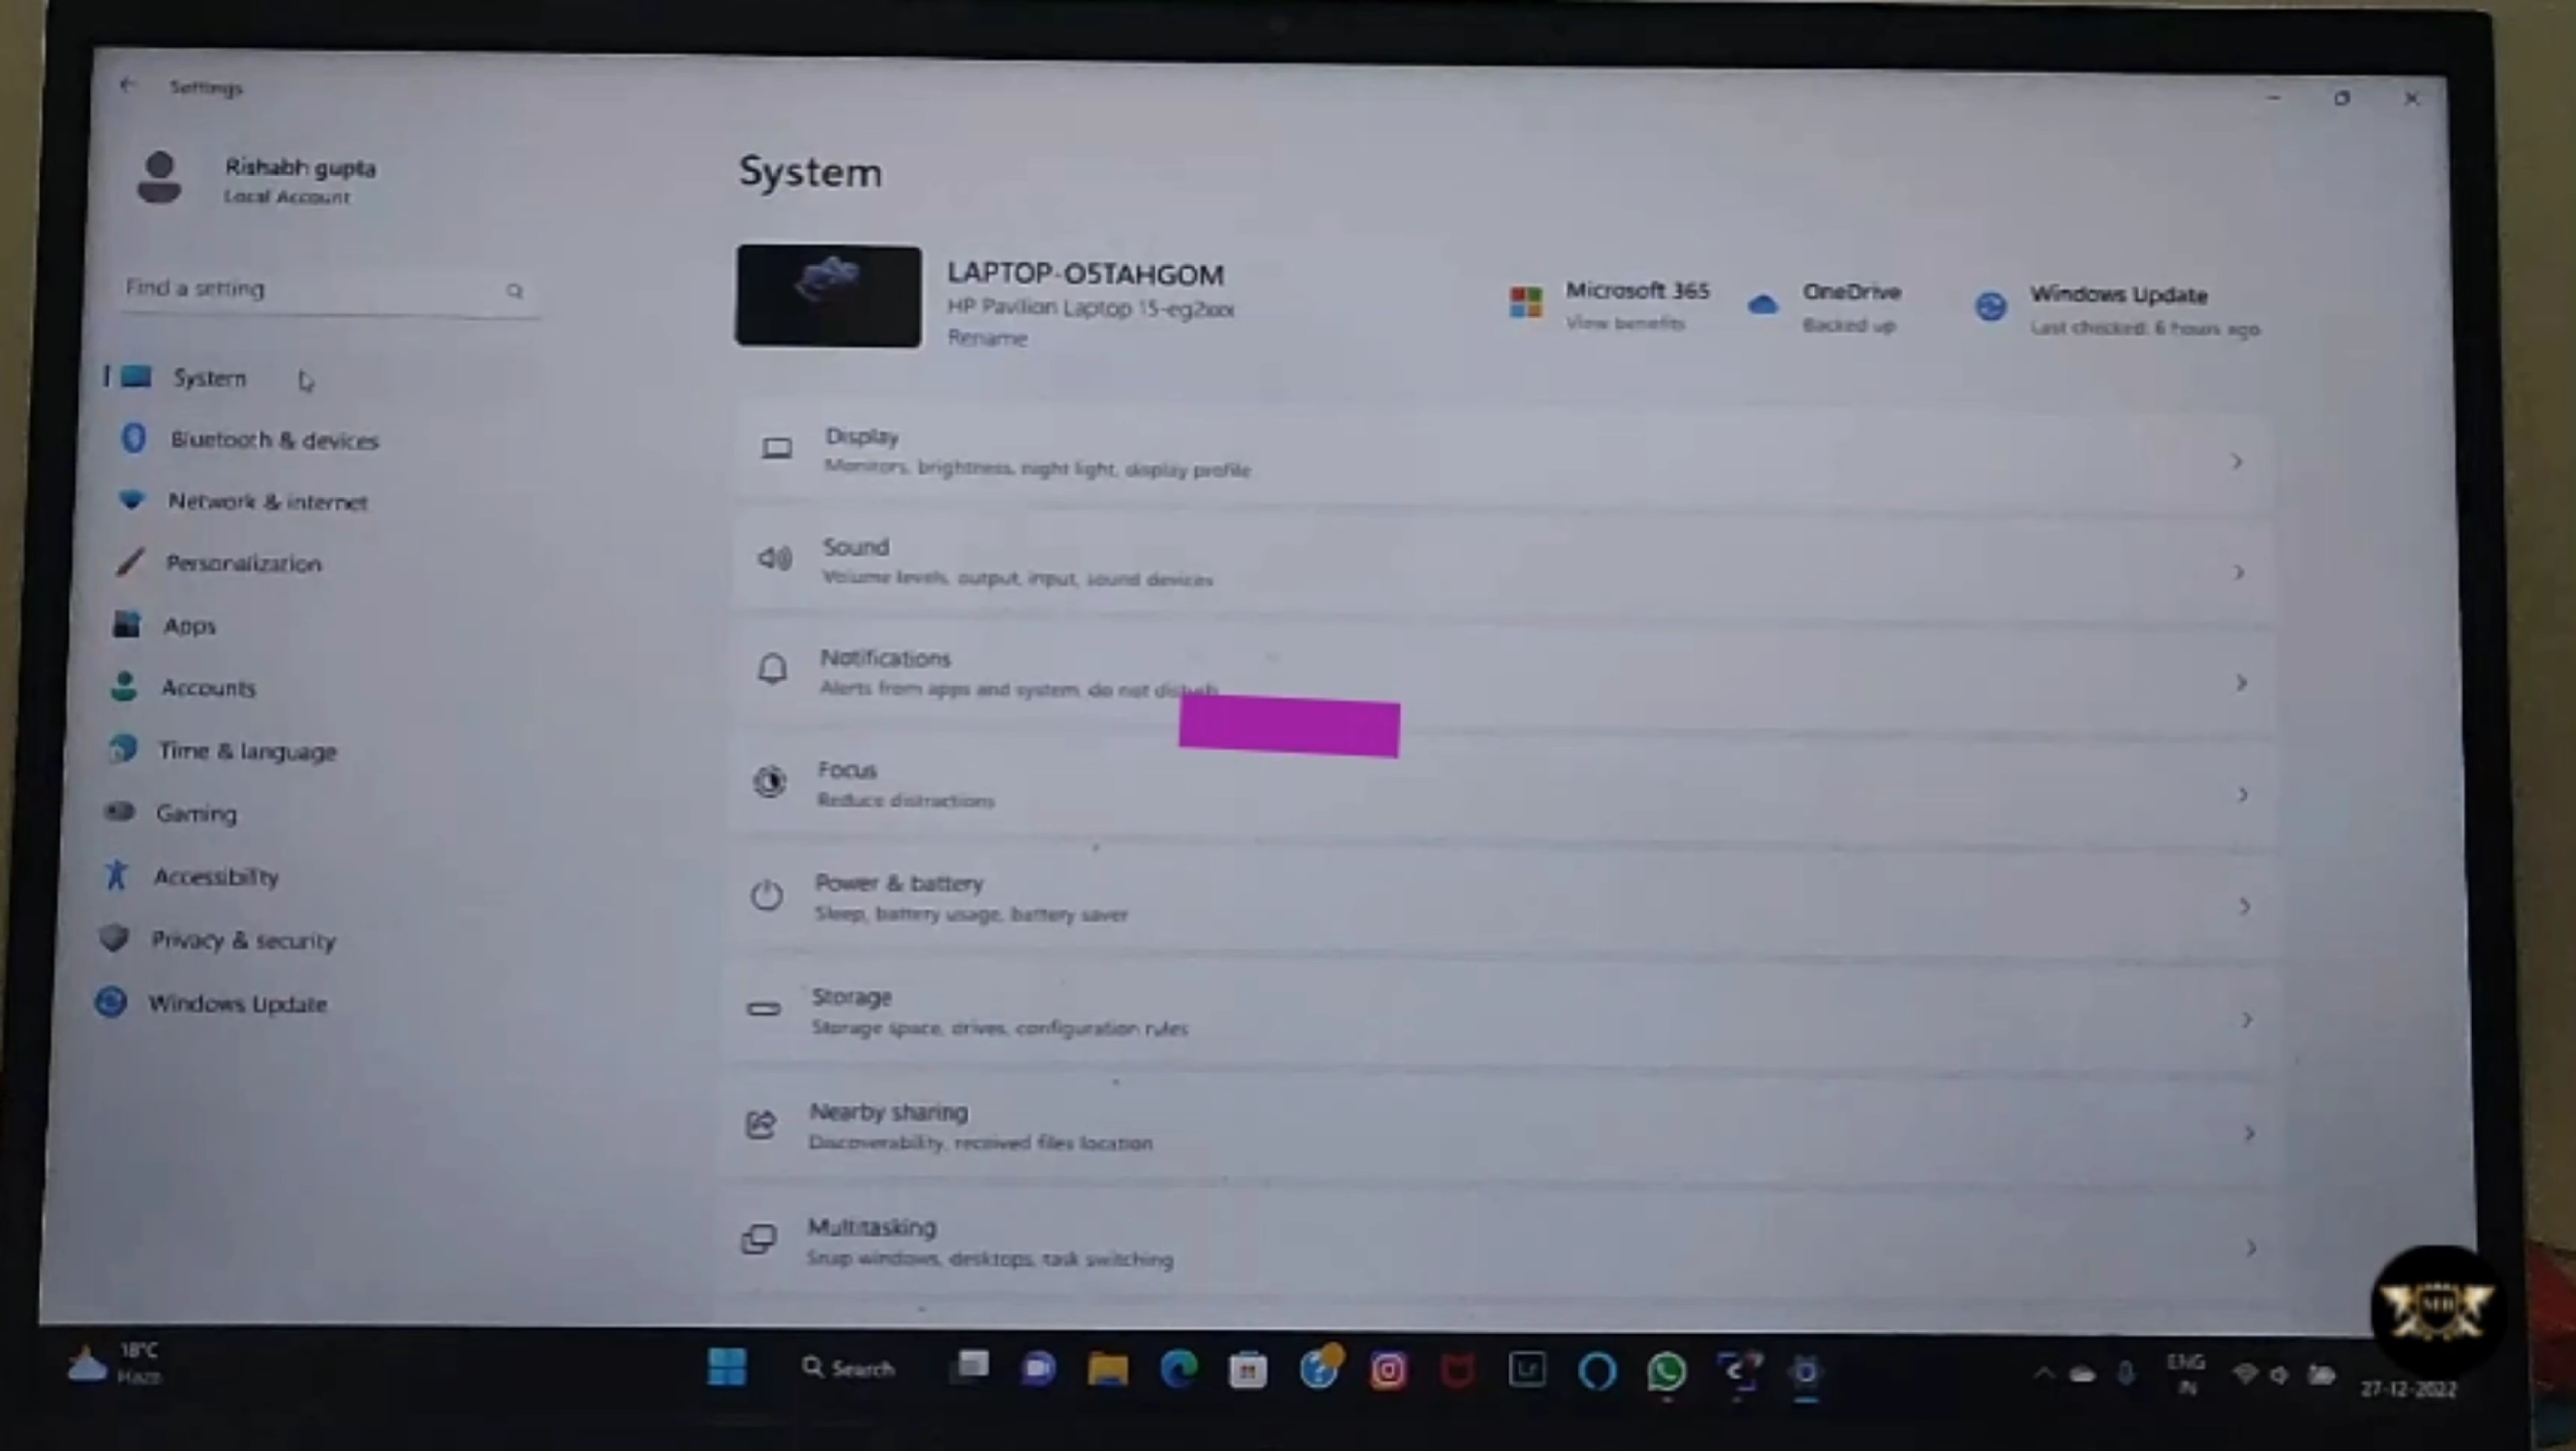 Settings
Rishabh gupta
Local Account
Find a setting
System
Bluetooth & devices
Network & internet
Personalization
Apps
Accounts
Time & language
Gaming
Accessibility
Privacy & security
Windows Update
System
LAPTOP-O5TAHGOM
HP Pavilion Laptop 15-eg2xxx
Rename
Microsoft 365
View benefits
OneDrive
Backed up
Windows Update
Last checked: 6 hours ago
Display
Monitors, brightness, night light, display profile
Sound
Volume levels, output, input, sound devices
Notifications
Alerts from apps and system, do not
Focus
Reduce distractions
Power & battery
Sleep, battery usage, battery saver
Storage
Storage space, drives, configuration rules
Nearby sharing
Discoverability, received files location
Multitasking
Snap windows, desktops, task switching
18°C
Haze
Search
Lr
ENG
IN
27-12-2022